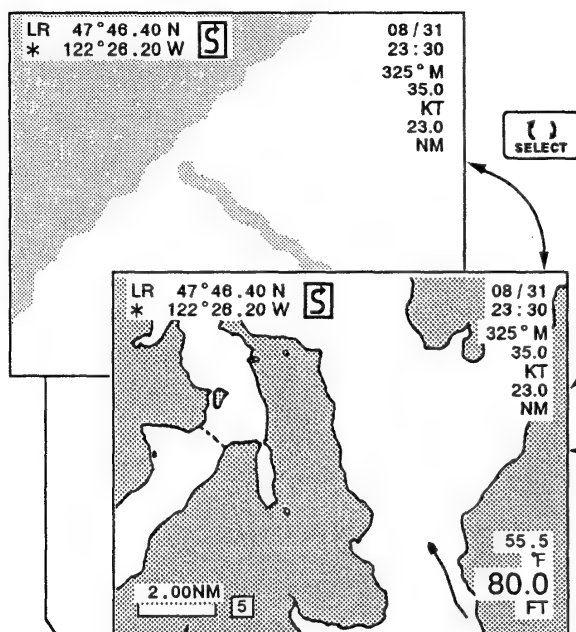 LR 47°46.40 N
* 122°26.20 W
S
08/31
23:30
325°M
35.0
KT
23.0
NM
SELECT
LR 47°46.40 N
* 122°26.20 W
S
08/31
23:30
325°M
35.0
KT
23.0
NM
55.5
°F
80.0
FT
2.00NM
5